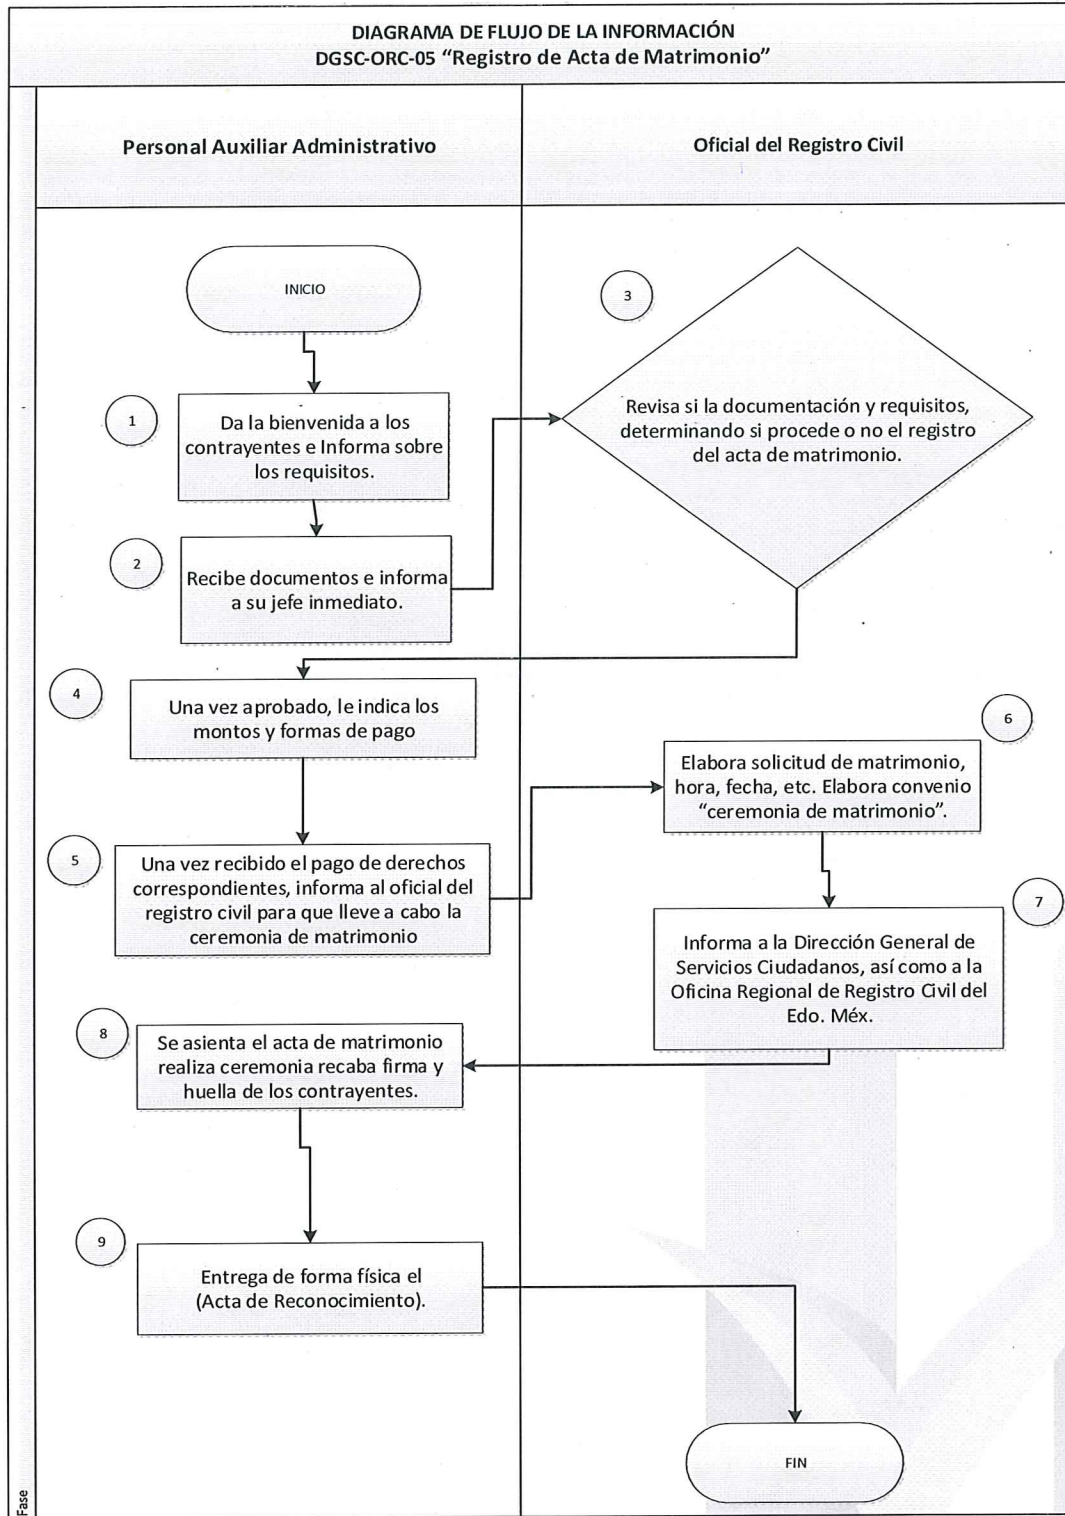 DIAGRAMA DE FLUJO DE LA INFORMACIÓN
DGSC-ORC-05 “Registro de Acta de Matrimonio”
Personal Auxiliar Administrativo
Oficial del Registro Civil
INICIO
1
Da la bienvenida a los
contrayentes e Informa sobre
los requisitos.
2
Recibe documentos e informa
a su jefe inmediato.
3
Revisa si la documentación y requisitos,
determinando si procede o no el registro
del acta de matrimonio.
4
Una vez aprobado, le indica los
montos y formas de pago
5
Una vez recibido el pago de derechos
correspondientes, informa al oficial del
registro civil para que lleve a cabo la
ceremonia de matrimonio
6
Elabora solicitud de matrimonio,
hora, fecha, etc. Elabora convenio
“ceremonia de matrimonio”.
7
Informa a la Dirección General de
Servicios Ciudadanos, así como a la
Oficina Regional de Registro Civil del
Edo. Méx.
8
Se asienta el acta de matrimonio
realiza ceremonia recaba firma y
huella de los contrayentes.
9
Entrega de forma física el
(Acta de Reconocimiento).
FIN
Fase